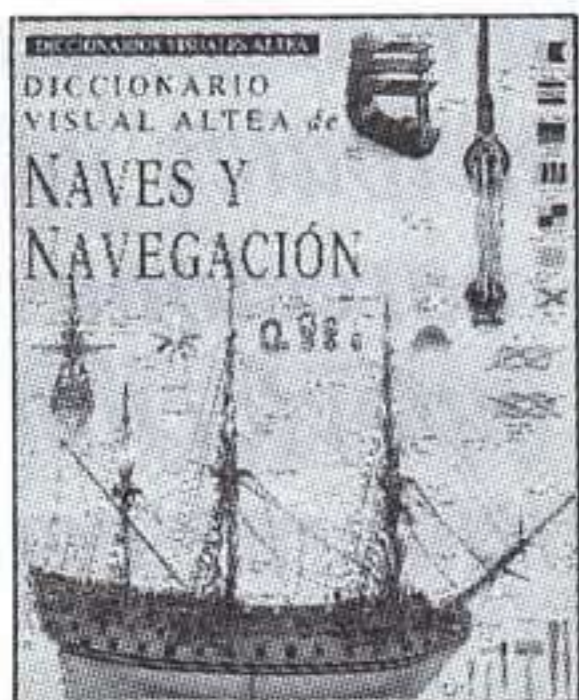 DICCIONARIOS VISUALES ALTEA
DICCIONARIO
VISUAL ALTEA de
NAVES Y
NAVEGACIÓN